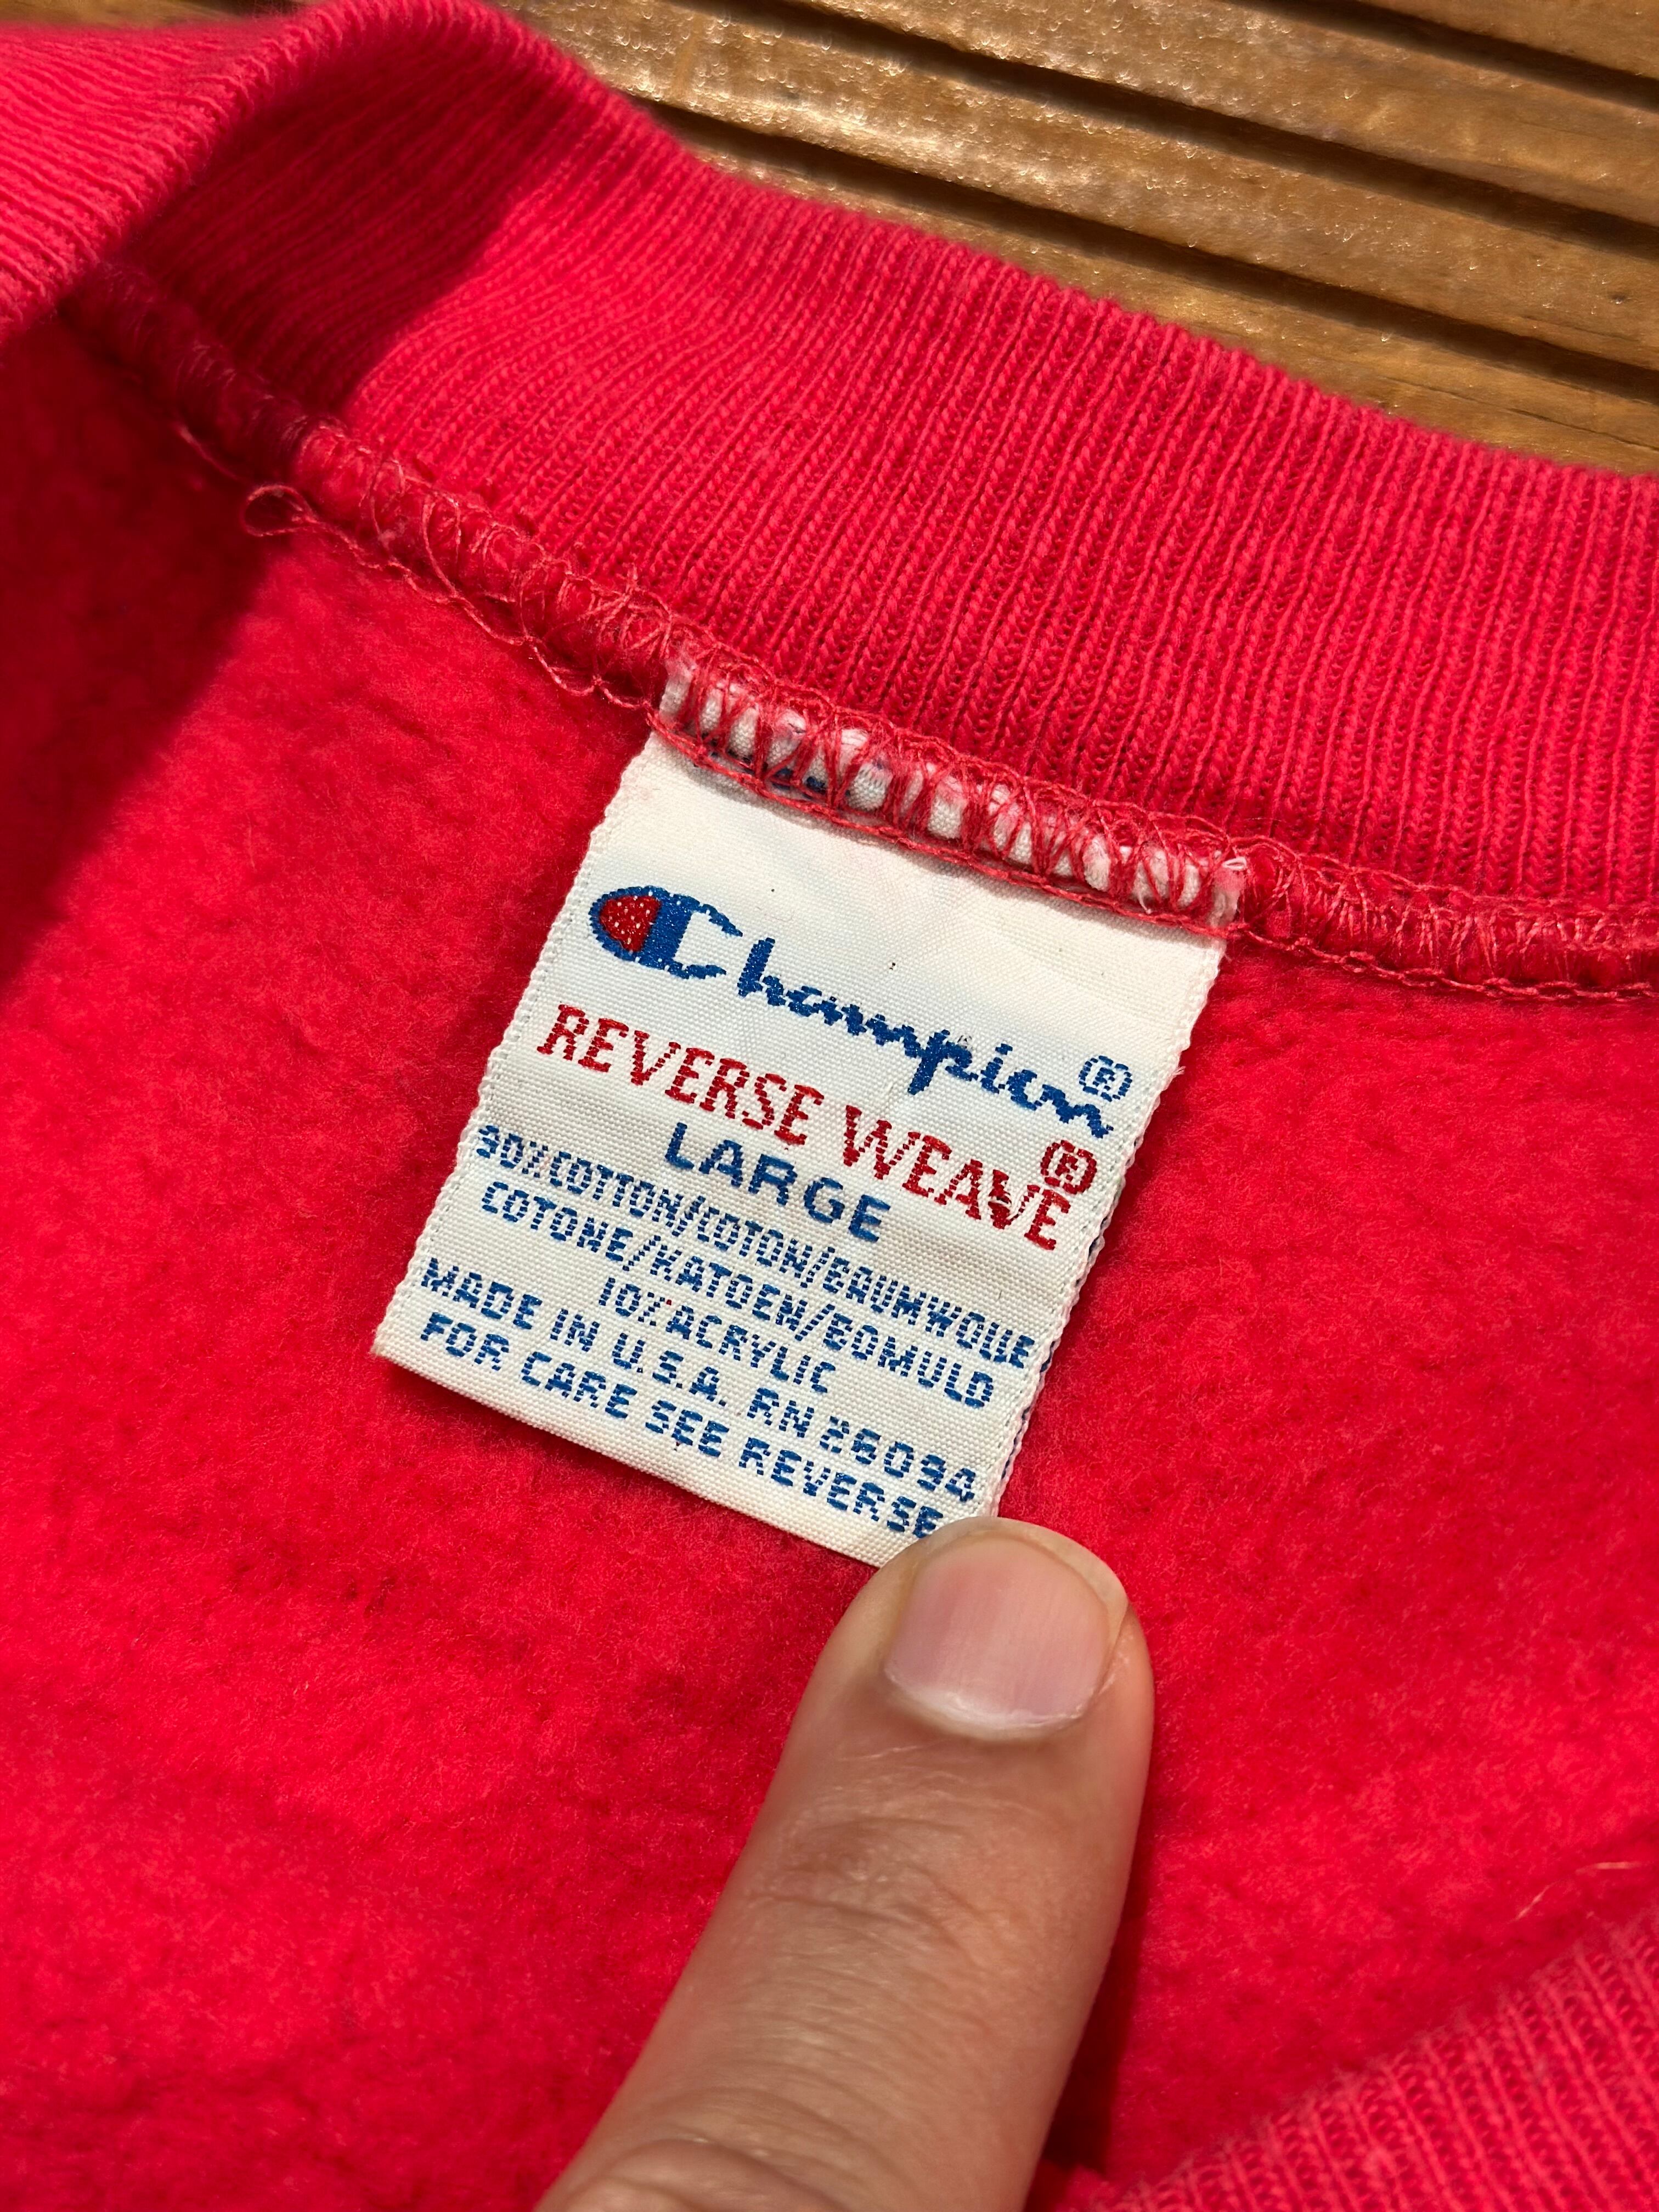 Champion®
REVERSE WEAVE®
LARGE
90%COTTON/COTON/BAUMWOLLE
COTONE/KATOEN/BOMULD
10%ACRYLIC
MADE IN U.S.A. RN 26094
FOR CARE SEE REVERSE